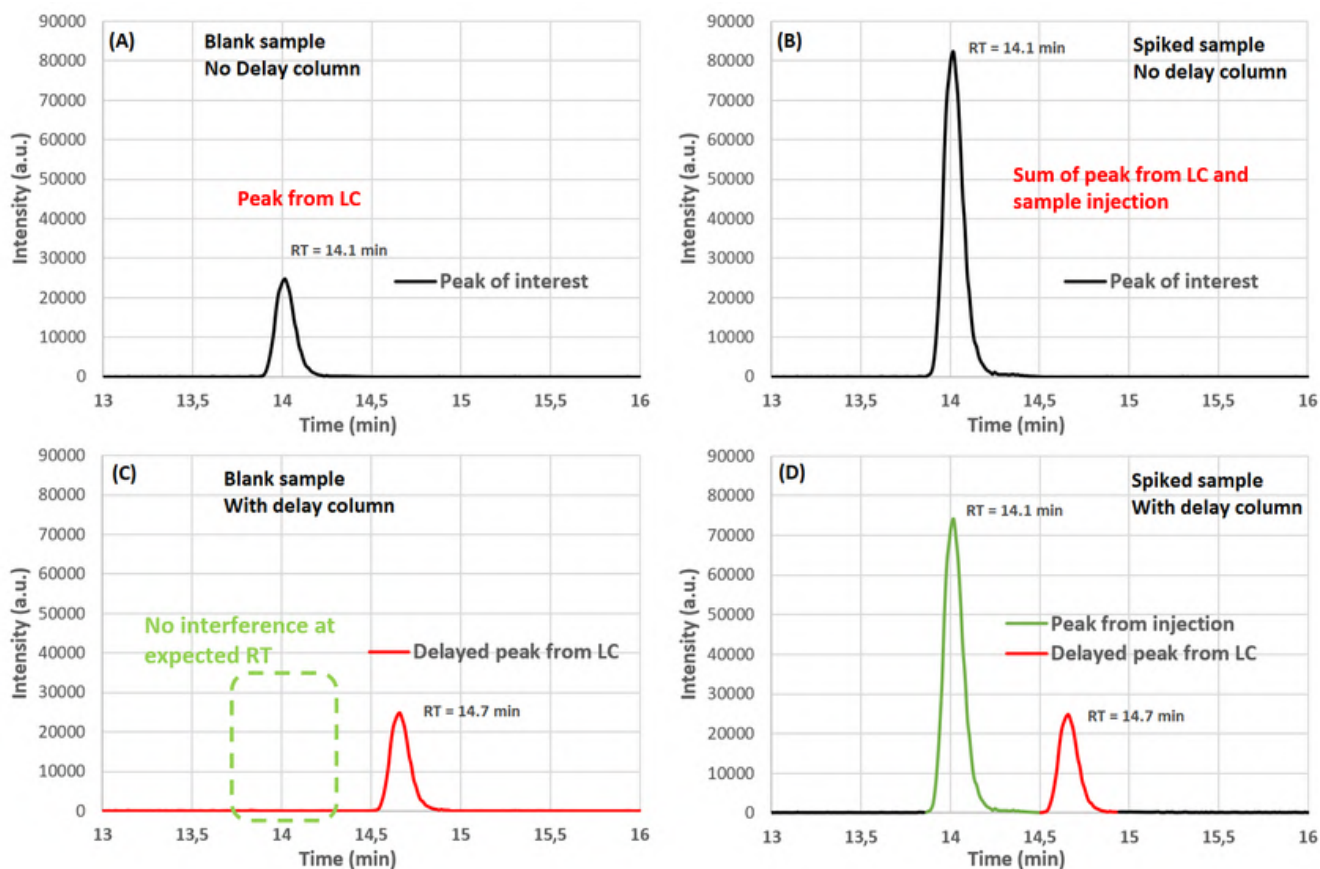 (A)
Blank sample
No Delay column
Peak from LC
RT = 14.1 min
Peak of interest
Intensity (a.u.)
90000
80000
70000
60000
50000
40000
30000
20000
10000
0
13 13,5 14 14,5 15 15,5 16
Time (min)
(B)
Spiked sample
No delay column
RT = 14.1 min
Sum of peak from LC and
sample injection
Peak of interest
Intensity (a.u.)
90000
80000
70000
60000
50000
40000
30000
20000
10000
0
13 13,5 14 14,5 15 15,5 16
Time (min)
(C)
Blank sample
With delay column
No interference at
expected RT
Delayed peak from LC
RT = 14.7 min
Intensity (a.u.)
90000
80000
70000
60000
50000
40000
30000
20000
10000
0
13 13,5 14 14,5 15 15,5 16
Time (min)
(D)
Spiked sample
With delay column
RT = 14.1 min
Peak from injection
Delayed peak from LC
RT = 14.7 min
Intensity (a.u.)
90000
80000
70000
60000
50000
40000
30000
20000
10000
0
13 13,5 14 14,5 15 15,5 16
Time (min)